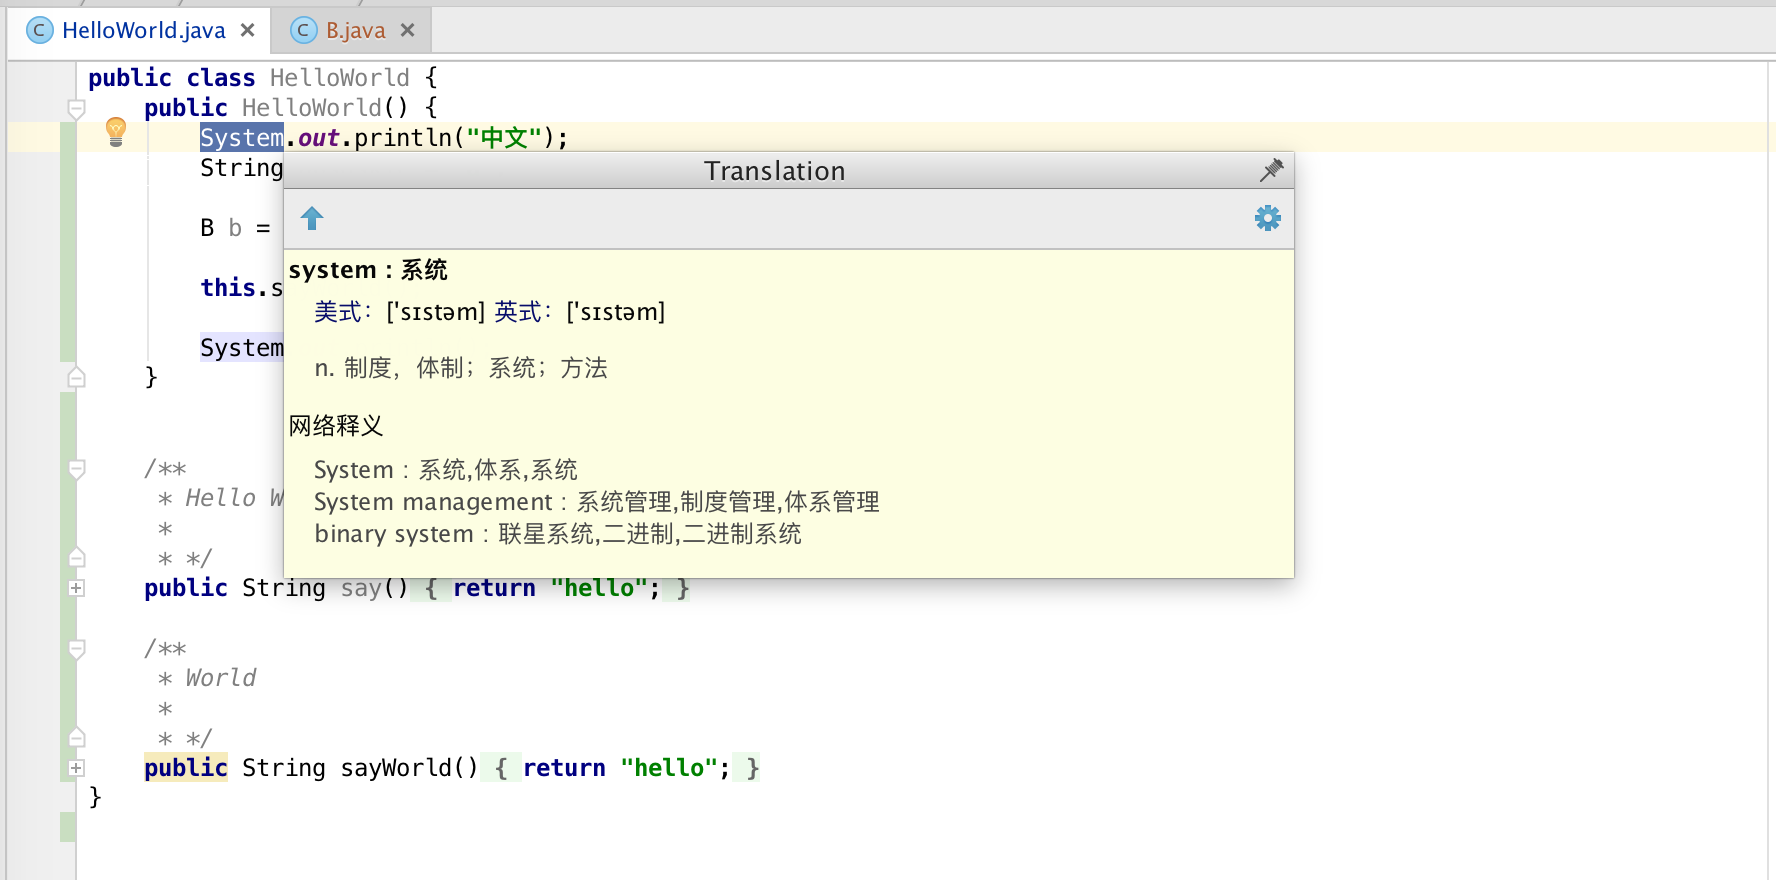 HelloWorld.java B.java
public class HelloWorld {
public HelloWorld() {
System.out.println("中文");
String
Translation
B b =
system : 系统
this.s
美式： ['sɪstəm] 英式： ['sɪstəm]
System
n. 制度，体制；系统；方法
}
网络释义
/**
System : 系统,体系,系统
* Hello W
System management : 系统管理,制度管理,体系管理
*
binary system : 联星系统,二进制,二进制系统
* */
public String say() { return "hello"; }
/**
* World
*
* */
public String sayWorld() { return "hello"; }
}